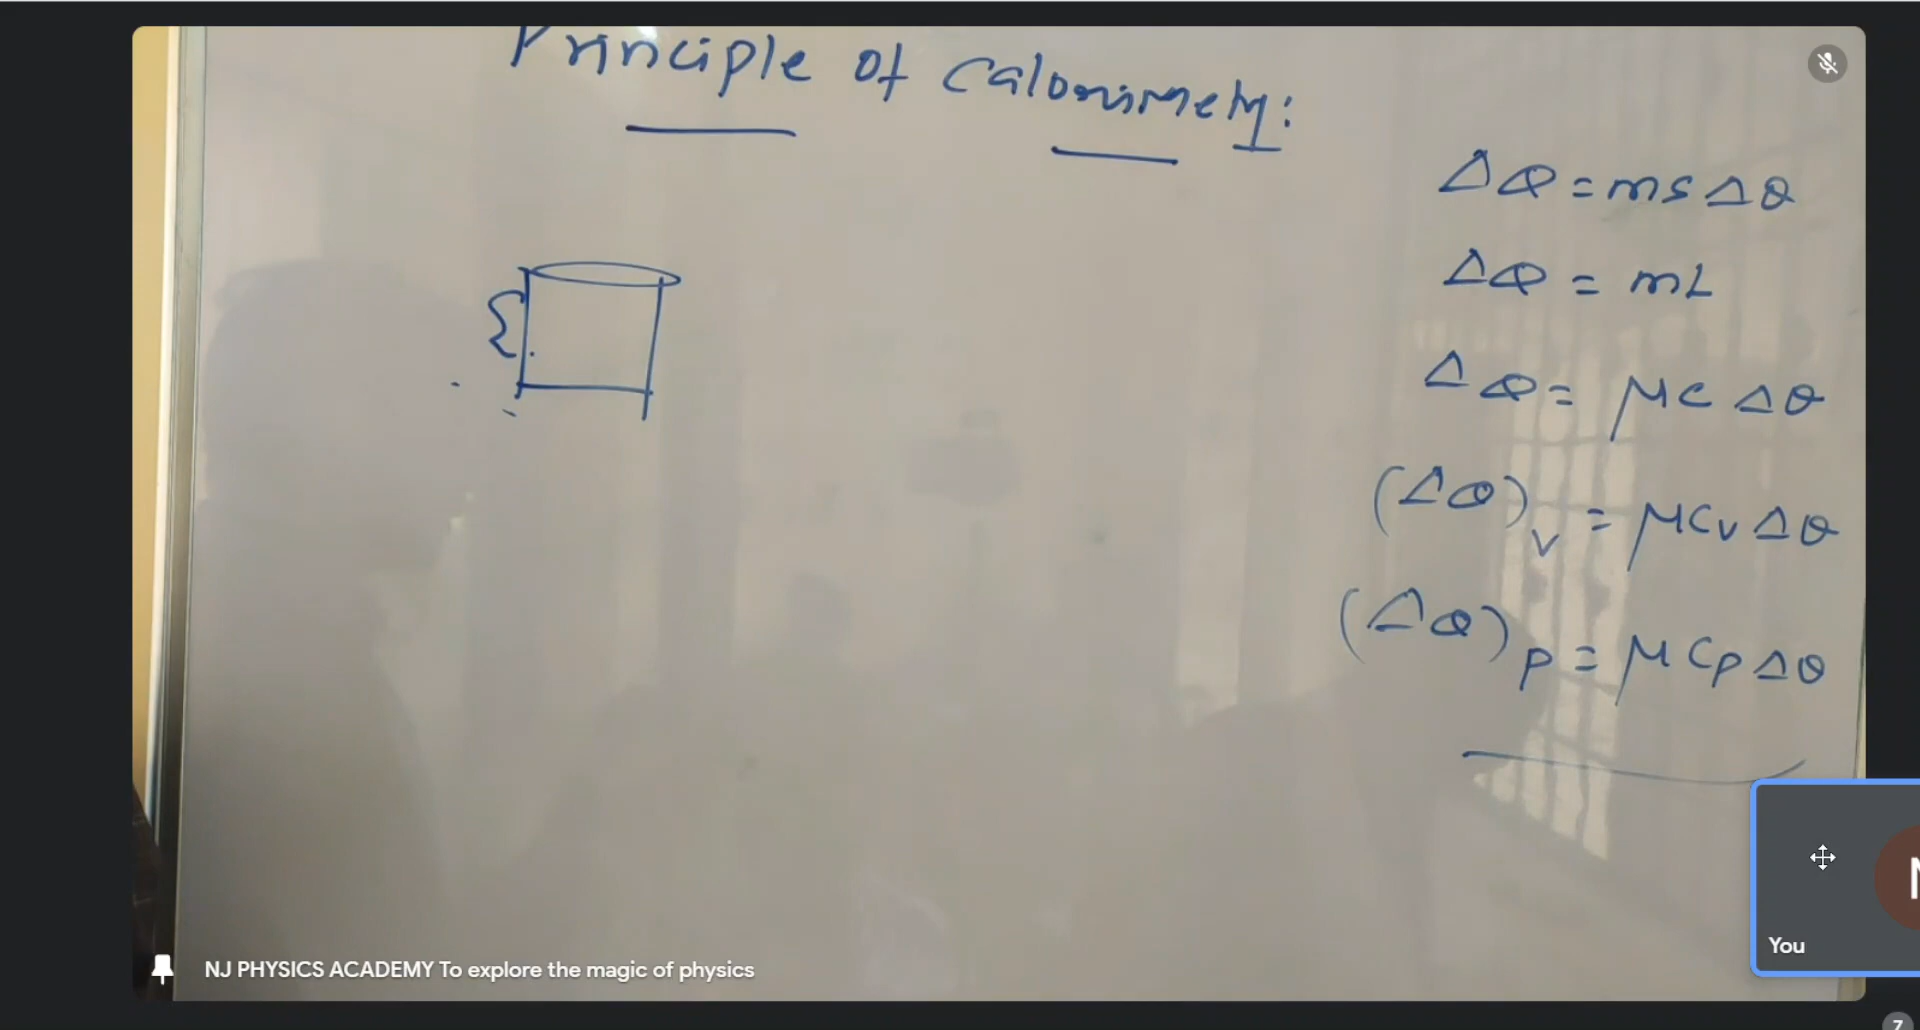 Principle of Calorimetry:
ΔQ = msΔθ
ΔQ = mL
ΔQ = μCΔθ
(ΔQ)v = μCvΔθ
(ΔQ)p = μCpΔθ
You
NJ PHYSICS ACADEMY To explore the magic of physics